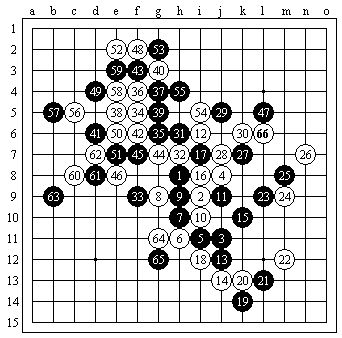 a b c d e f g h i j k l m n o
1
2 52 48 53
3 59 43 40
4 49 58 36 37 55
5 57 56 38 34 39 54 29 47
6 41 50 42 35 31 12 30 66
7 62 51 45 44 32 17 28 27 26
8 60 61 46 1 16 4 25
9 63 33 8 9 2 11 23 24
10 7 10 15
11 64 6 5 3
12 65 18 13 22
13 14 20 21
14 19
15